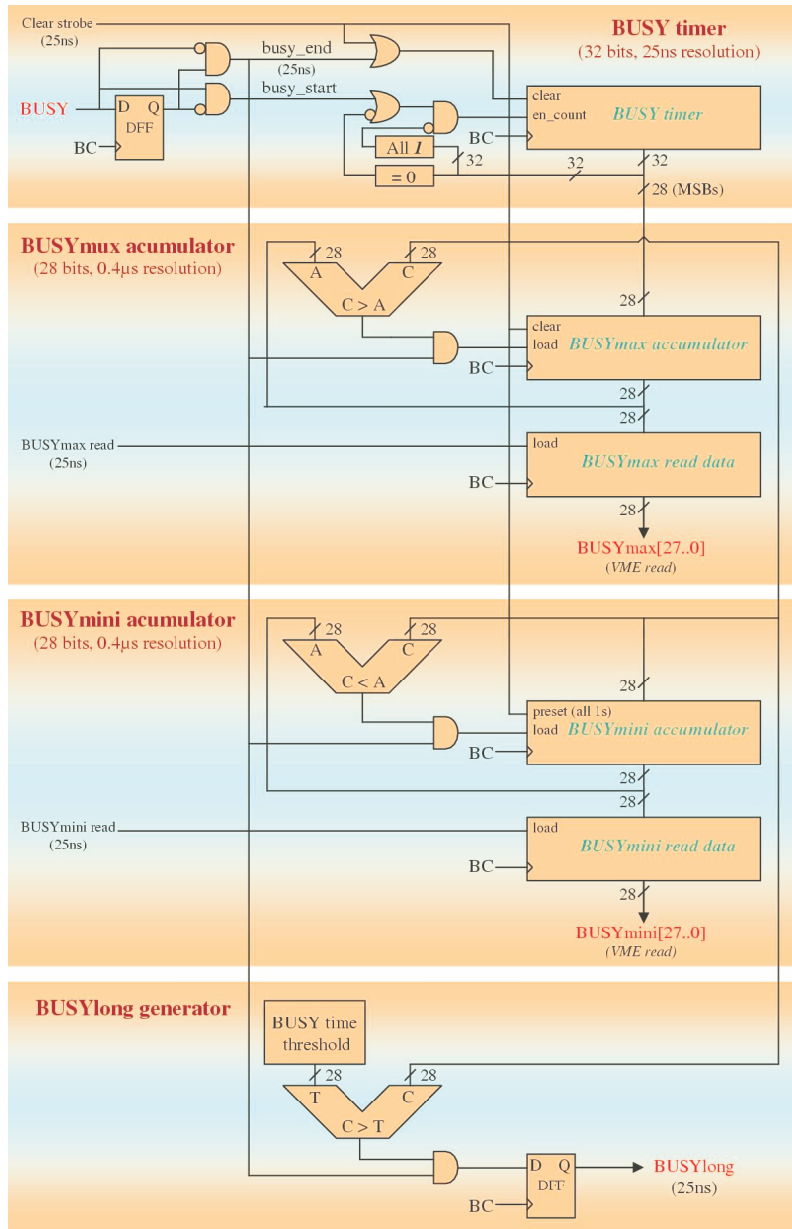 Clear strobe
(25ns)
BUSY timer
(32 bits, 25ns resolution)
busy_end
(25ns)
busy_start
BUSY
D Q
DFF
BC
clear
en_count
BUSY timer
BC
All 1
32
= 0
32
32
28 (MSBs)
BUSYmux acumulator
(28 bits, 0.4µs resolution)
28
28
A
C
C > A
28
clear
load
BUSYmax accumulator
BC
28
28
BUSYmax read
(25ns)
load
BUSYmax read data
BC
28
BUSYmax[27..0]
(VME read)
BUSYmini acumulator
(28 bits, 0.4µs resolution)
28
28
A
C
C < A
28
preset (all 1s)
load
BUSYmini accumulator
BC
28
28
BUSYmini read
(25ns)
load
BUSYmini read data
BC
28
BUSYmini[27..0]
(VME read)
BUSYlong generator
BUSY time
threshold
28
28
T
C
C > T
D Q
DFF
BC
BUSYlong
(25ns)